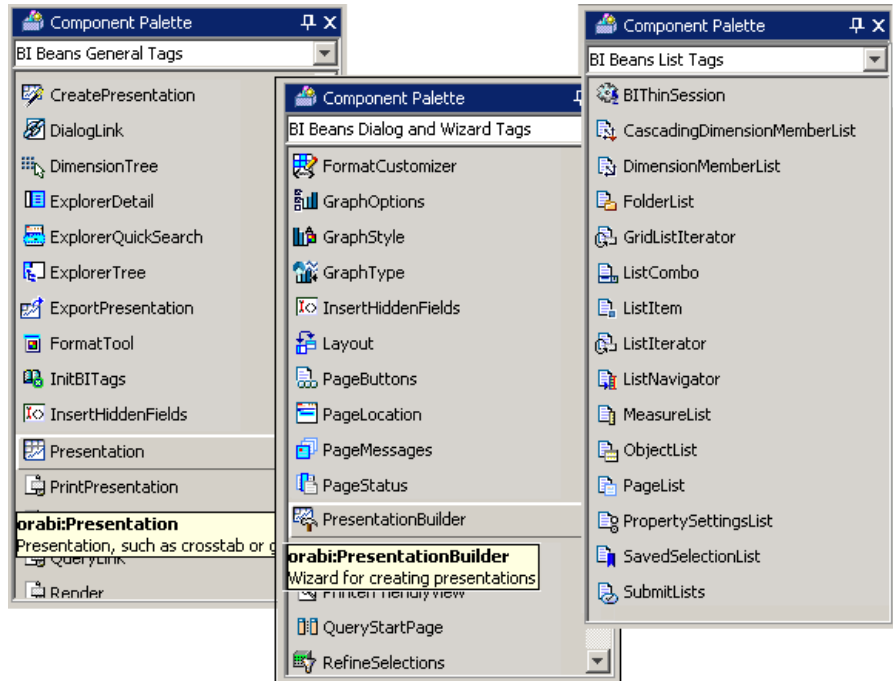 Component Palette
BI Beans General Tags
CreatePresentation
DialogLink
DimensionTree
ExplorerDetail
ExplorerQuickSearch
ExplorerTree
ExportPresentation
FormatTool
InitBITags
InsertHiddenFields
Presentation
PrintPresentation
orabi:Presentation
Presentation, such as crosstab or g
QueryLink
Render
Component Palette
BI Beans Dialog and Wizard Tags
FormatCustomizer
GraphOptions
GraphStyle
GraphType
InsertHiddenFields
Layout
PageButtons
PageLocation
PageMessages
PageStatus
PresentationBuilder
orabi:PresentationBuilder
Wizard for creating presentations
PrinterFriendlyView
QueryStartPage
RefineSelections
Component Palette
BI Beans List Tags
BIThinSession
CascadingDimensionMemberList
DimensionMemberList
FolderList
GridListIterator
ListCombo
ListItem
ListIterator
ListNavigator
MeasureList
ObjectList
PageList
PropertySettingsList
SavedSelectionList
SubmitLists